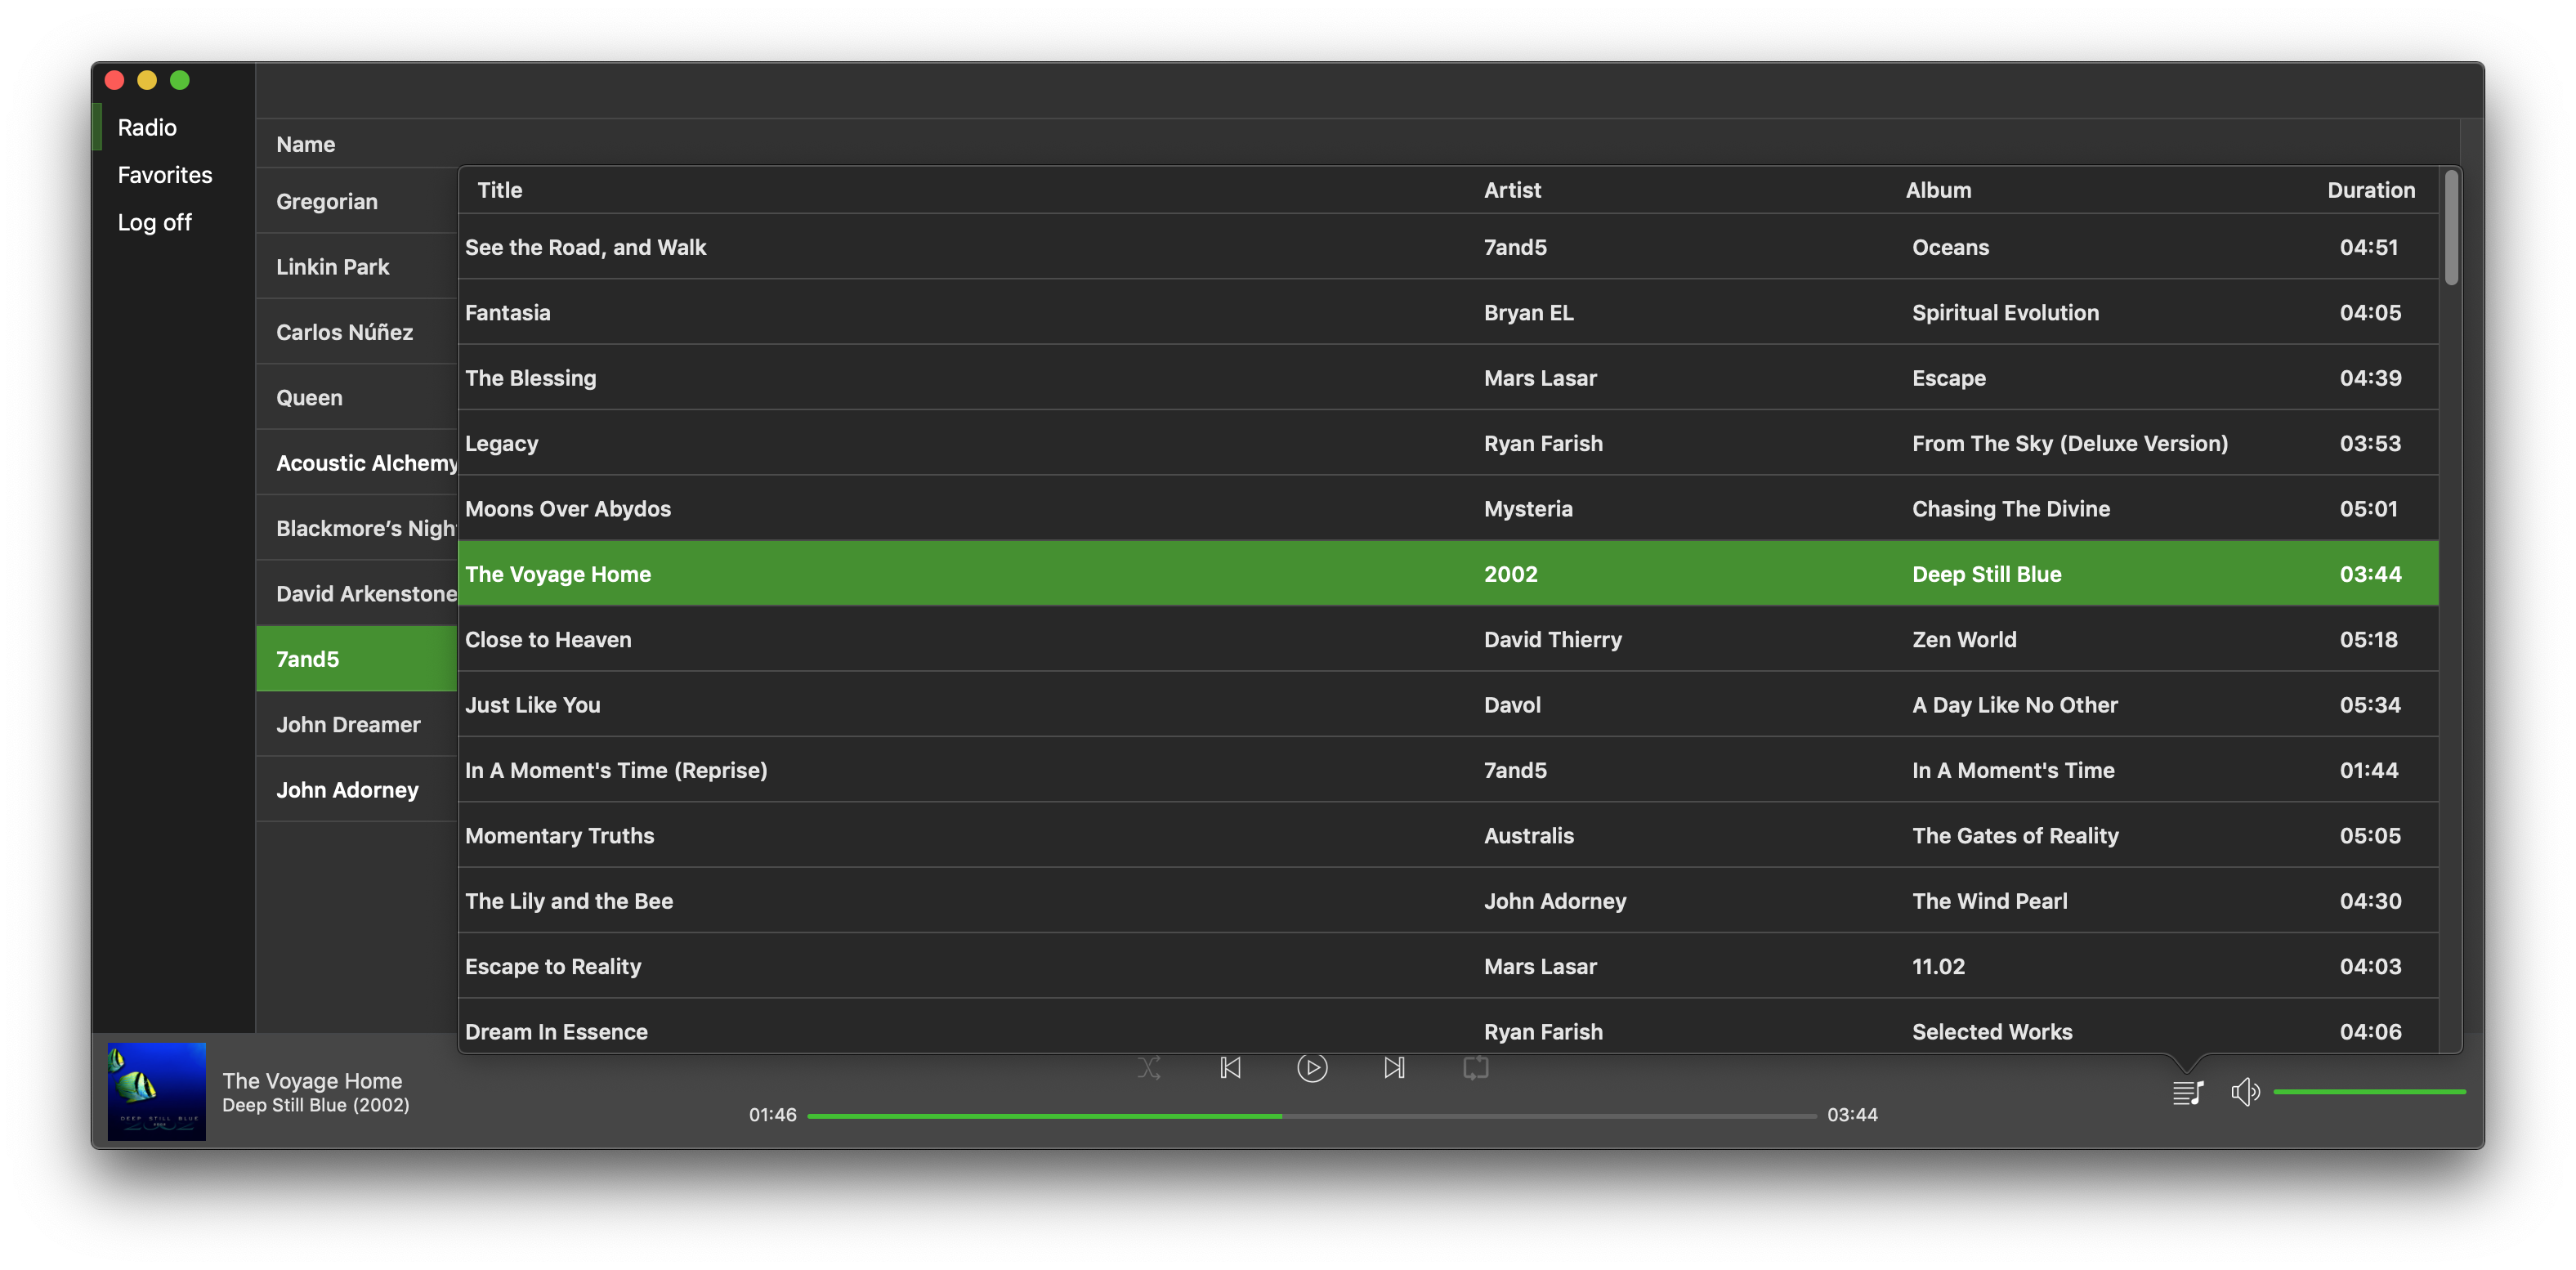 Radio
Favorites
Log off
Name
Gregorian
Linkin Park
Carlos Núñez
Queen
Acoustic Alchemy
Blackmore’s Nigh
David Arkenstone
7and5
John Dreamer
John Adorney
Title Artist Album Duration
See the Road, and Walk 7and5 Oceans 04:51
Fantasia Bryan EL Spiritual Evolution 04:05
The Blessing Mars Lasar Escape 04:39
Legacy Ryan Farish From The Sky (Deluxe Version) 03:53
Moons Over Abydos Mysteria Chasing The Divine 05:01
The Voyage Home 2002 Deep Still Blue 03:44
Close to Heaven David Thierry Zen World 05:18
Just Like You Davol A Day Like No Other 05:34
In A Moment's Time (Reprise) 7and5 In A Moment's Time 01:44
Momentary Truths Australis The Gates of Reality 05:05
The Lily and the Bee John Adorney The Wind Pearl 04:30
Escape to Reality Mars Lasar 11.02 04:03
Dream In Essence Ryan Farish Selected Works 04:06
DEEP STILL BLUE
2002
The Voyage Home
Deep Still Blue (2002)
01:46 03:44